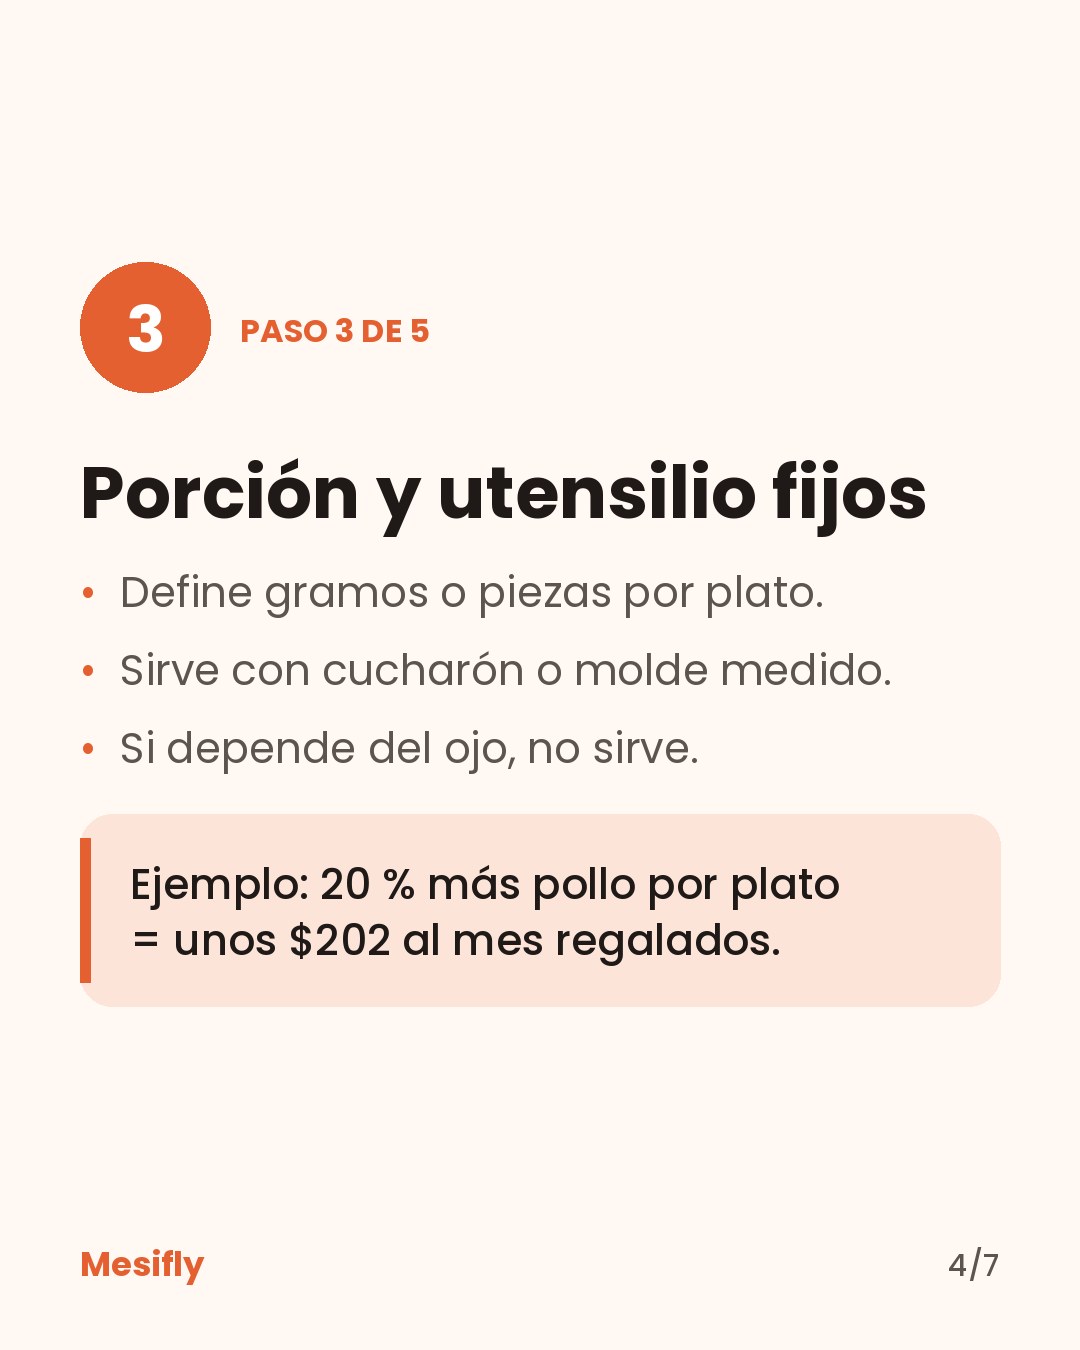 3
PASO 3 DE 5
Porción y utensilio fijos
• Define gramos o piezas por plato.
• Sirve con cucharón o molde medido.
• Si depende del ojo, no sirve.
Ejemplo: 20 % más pollo por plato
= unos $202 al mes regalados.
Mesifly
4/7